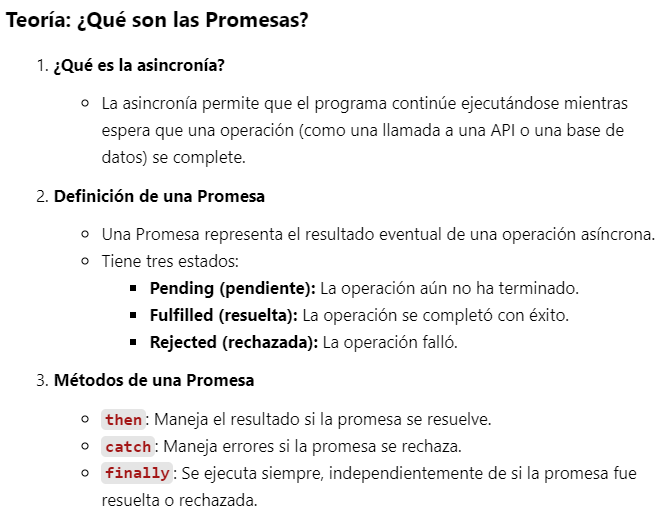 Teoría: ¿Qué son las Promesas?
1. ¿Qué es la asincronía?
○ La asincronía permite que el programa continúe ejecutándose mientras
espera que una operación (como una llamada a una API o una base de
datos) se complete.
2. Definición de una Promesa
○ Una Promesa representa el resultado eventual de una operación asíncrona.
○ Tiene tres estados:
▪ Pending (pendiente): La operación aún no ha terminado.
▪ Fulfilled (resuelta): La operación se completó con éxito.
▪ Rejected (rechazada): La operación falló.
3. Métodos de una Promesa
○ then: Maneja el resultado si la promesa se resuelve.
○ catch: Maneja errores si la promesa se rechaza.
○ finally: Se ejecuta siempre, independientemente de si la promesa fue
resuelta o rechazada.